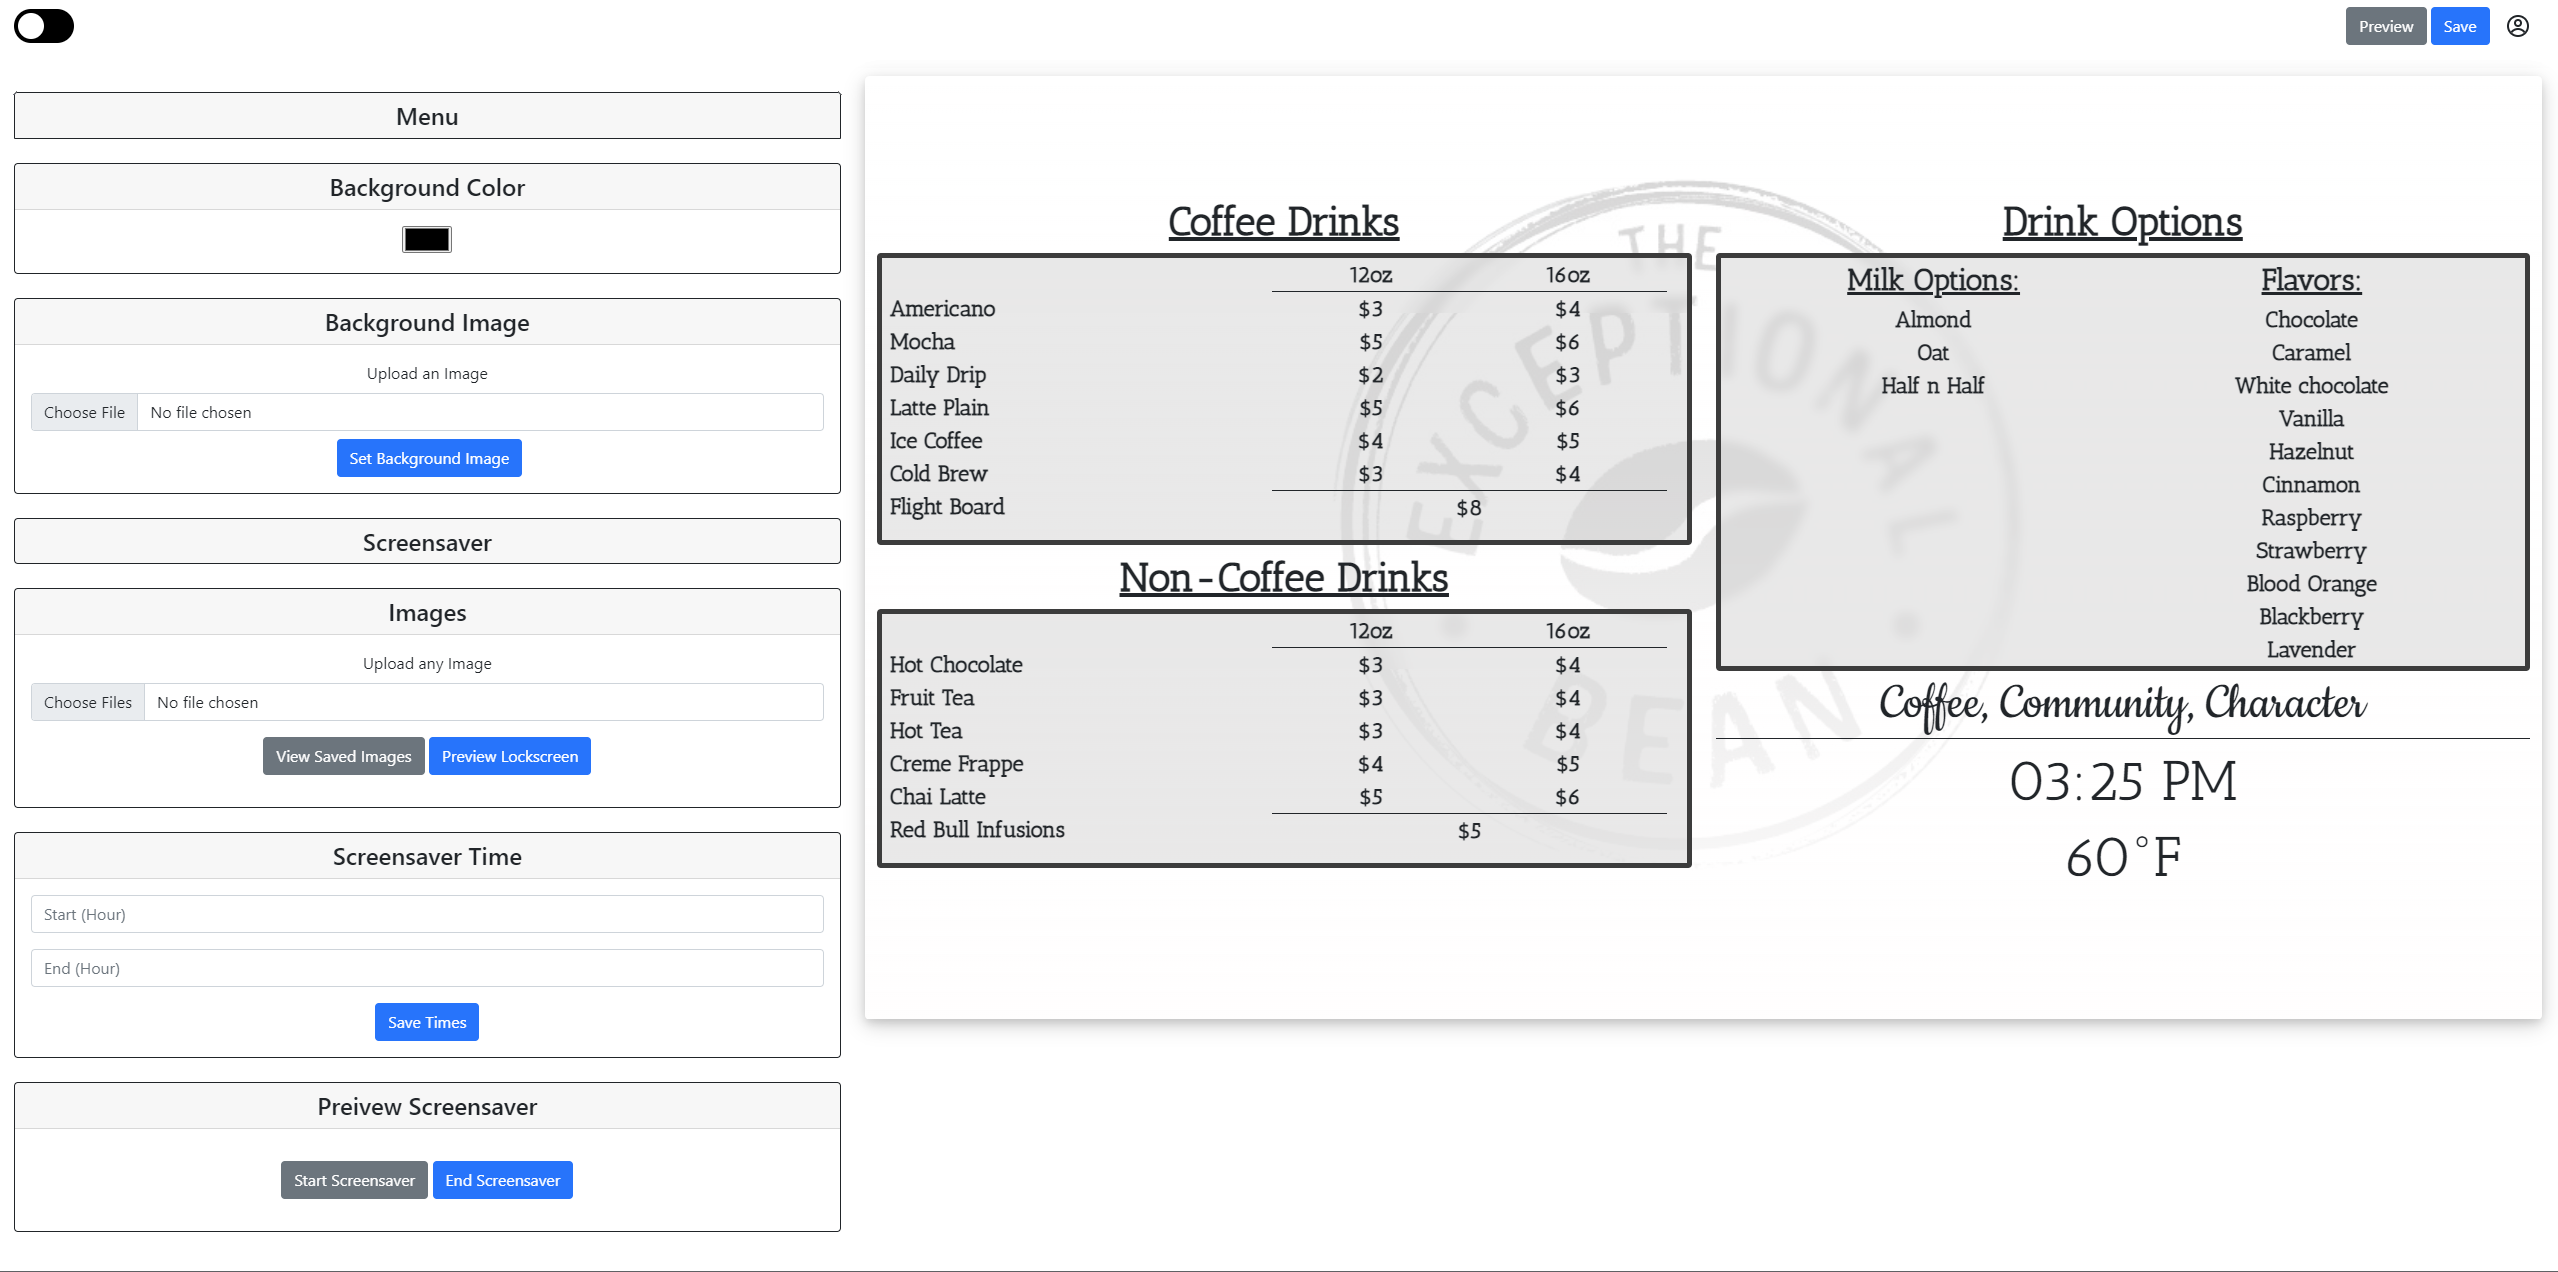 Preview Save
Menu
Background Color
Background Image
Upload an Image
Choose File No file chosen
Set Background Image
Screensaver
Images
Upload any Image
Choose Files No file chosen
View Saved Images Preview Lockscreen
Screensaver Time
Start (Hour)
End (Hour)
Save Times
Preivew Screensaver
Start Screensaver End Screensaver
THE EXCEPTIONAL BEAN
Coffee Drinks
12oz 16oz
Americano $3 $4
Mocha $5 $6
Daily Drip $2 $3
Latte Plain $5 $6
Ice Coffee $4 $5
Cold Brew $3 $4
Flight Board $8
Non-Coffee Drinks
12oz 16oz
Hot Chocolate $3 $4
Fruit Tea $3 $4
Hot Tea $3 $4
Creme Frappe $4 $5
Chai Latte $5 $6
Red Bull Infusions $5
Drink Options
Milk Options:
Almond
Oat
Half n Half
Flavors:
Chocolate
Caramel
White chocolate
Vanilla
Hazelnut
Cinnamon
Raspberry
Strawberry
Blood Orange
Blackberry
Lavender
Coffee, Community, Character
03:25 PM
60°F